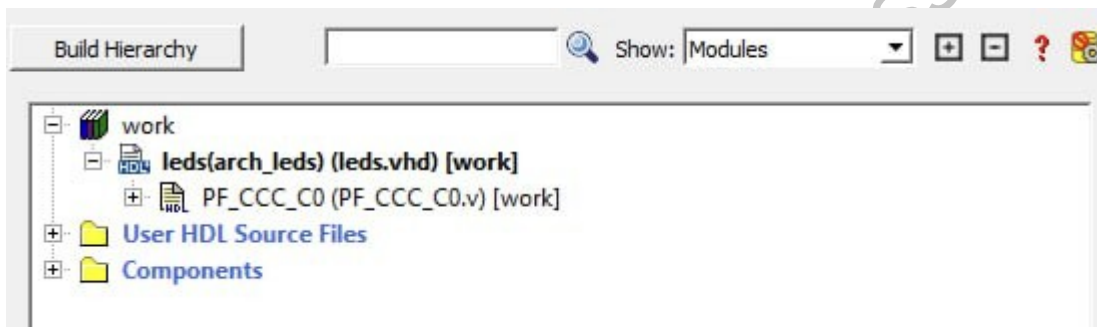 Build Hierarchy Show: Modules
work
leds(arch_leds) (leds.vhd) [work]
PF_CCC_C0 (PF_CCC_C0.v) [work]
User HDL Source Files
Components